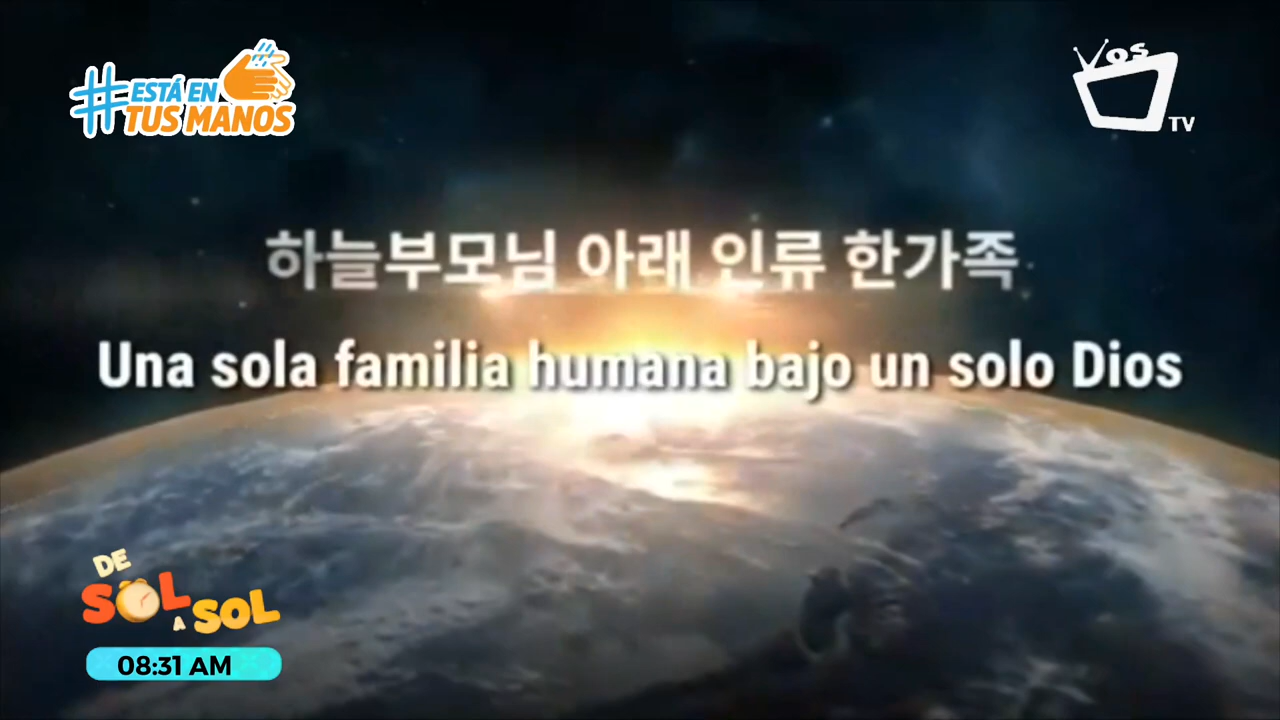 #ESTÁ EN
TUS MANOS
VOS
TV
하늘부모님 아래 인류 한가족
Una sola familia humana bajo un solo Dios
DE
SOL
A SOL
08:31 AM